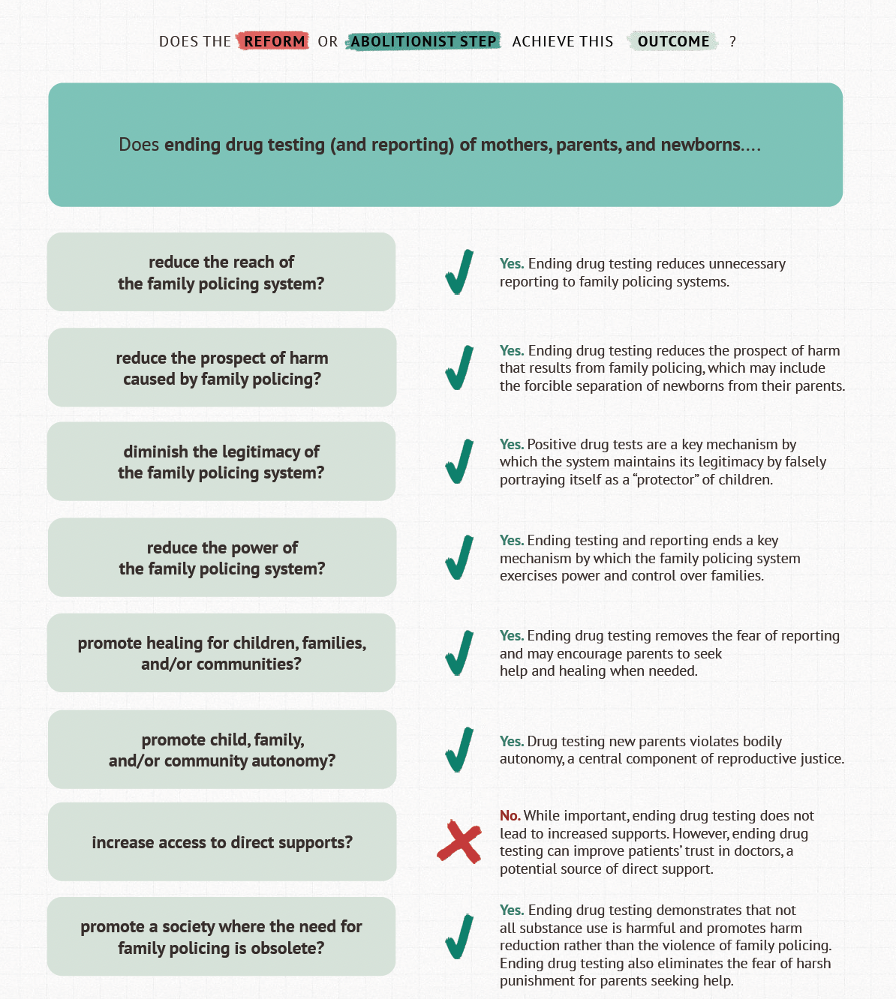 DOES THE REFORM OR ABOLITIONIST STEP ACHIEVE THIS OUTCOME ?
Does ending drug testing (and reporting) of mothers, parents, and newborns....
reduce the reach of
the family policing system?
Yes. Ending drug testing reduces unnecessary
reporting to family policing systems.
reduce the prospect of harm
caused by family policing?
Yes. Ending drug testing reduces the prospect of harm
that results from family policing, which may include
the forcible separation of newborns from their parents.
diminish the legitimacy of
the family policing system?
Yes. Positive drug tests are a key mechanism by
which the system maintains its legitimacy by falsely
portraying itself as a “protector” of children.
reduce the power of
the family policing system?
Yes. Ending testing and reporting ends a key
mechanism by which the family policing system
exercises power and control over families.
promote healing for children, families,
and/or communities?
Yes. Ending drug testing removes the fear of reporting
and may encourage parents to seek
help and healing when needed.
promote child, family,
and/or community autonomy?
Yes. Drug testing new parents violates bodily
autonomy, a central component of reproductive justice.
increase access to direct supports?
No. While important, ending drug testing does not
lead to increased supports. However, ending drug
testing can improve patients’ trust in doctors, a
potential source of direct support.
promote a society where the need for
family policing is obsolete?
Yes. Ending drug testing demonstrates that not
all substance use is harmful and promotes harm
reduction rather than the violence of family policing.
Ending drug testing also eliminates the fear of harsh
punishment for parents seeking help.